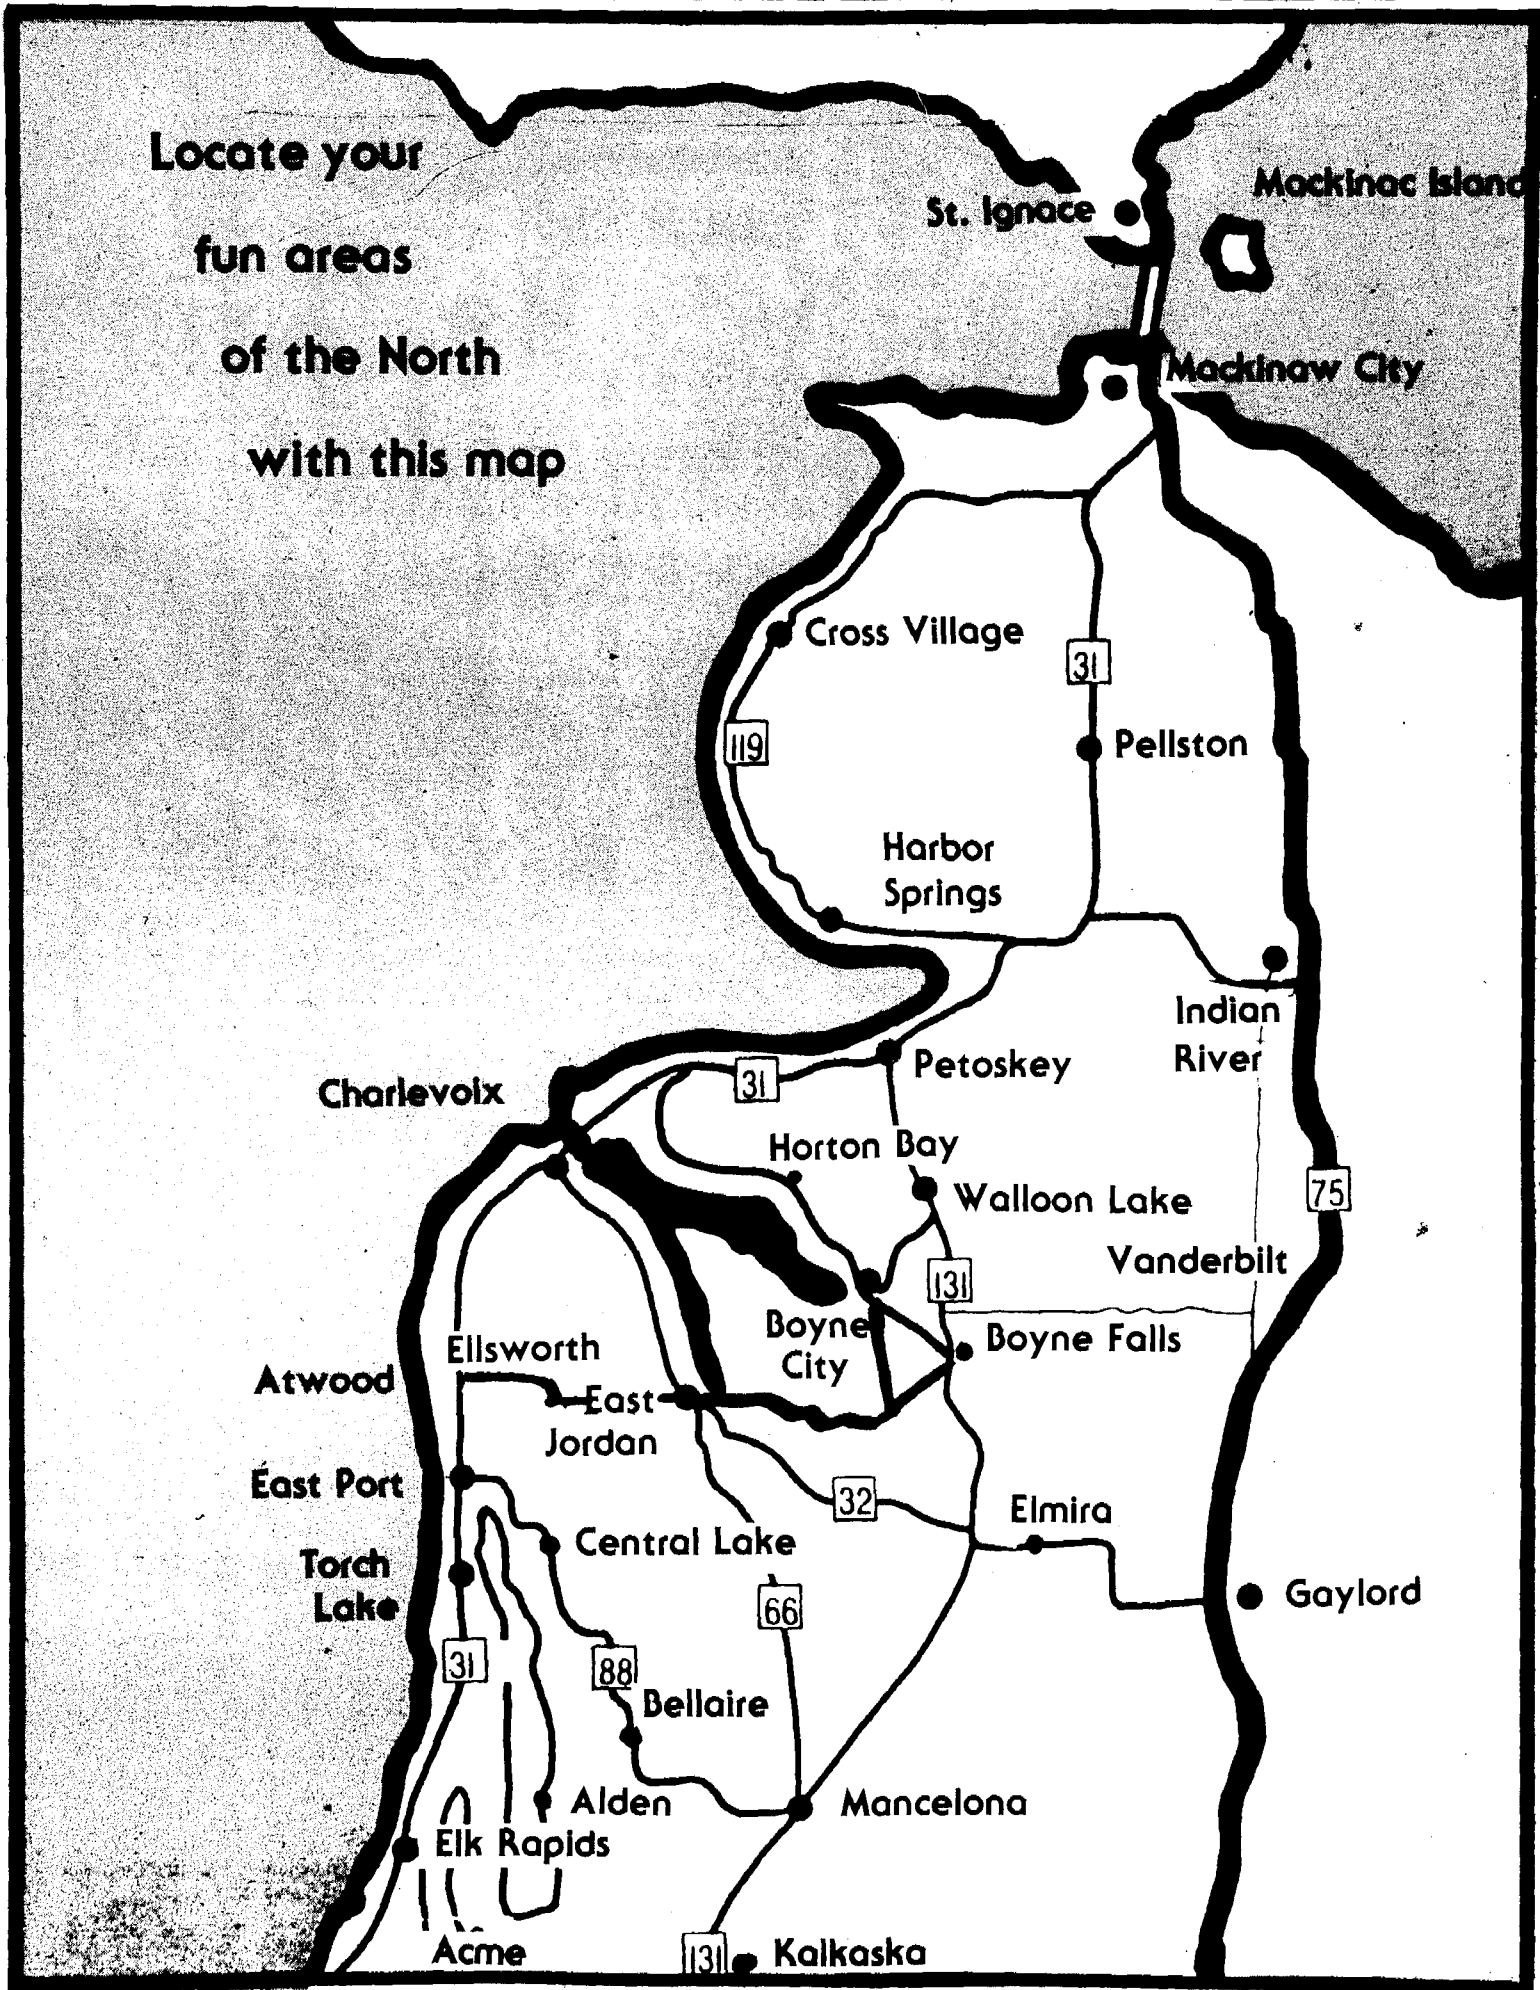 Locate your
fun areas
of the North
with this map
Mackinac Island
St. Ignace
Mackinaw City
Cross Village
31
119
Pellston
Harbor
Springs
Indian
River
Petoskey
31
Charlevoix
Horton Bay
Walloon Lake
75
Vanderbilt
131
Boyne
City
Boyne Falls
Ellsworth
Atwood
East
Jordan
East Port
32
Elmira
Central Lake
Torch
Lake
Gaylord
66
31
88
Bellaire
Alden
Mancelona
Elk Rapids
Acme
131
Kalkaska